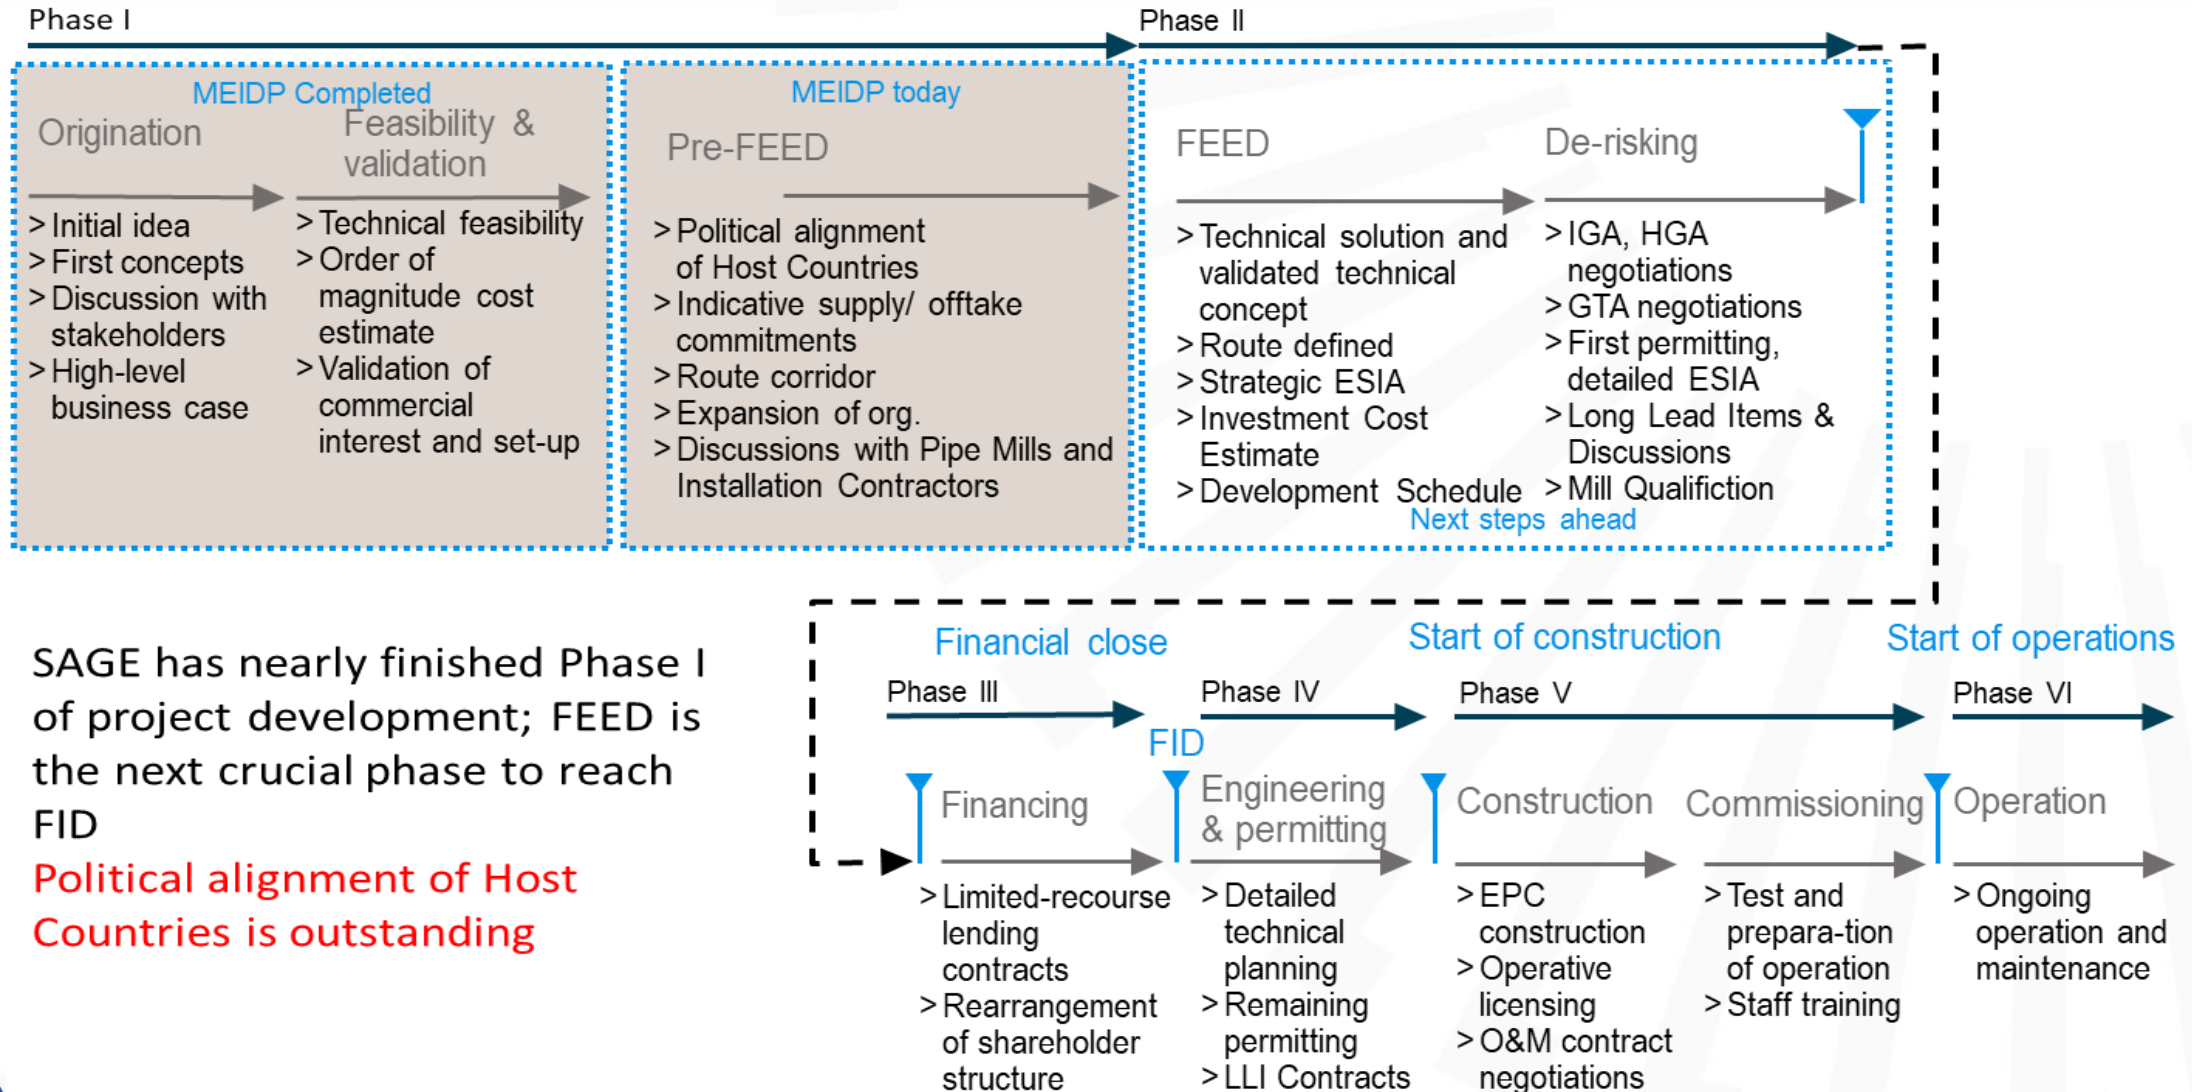 Phase I
Phase II
MEIDP Completed
Origination
Feasibility &
validation
> Initial idea
> First concepts
> Discussion with
stakeholders
> High-level
business case
> Technical feasibility
> Order of
magnitude cost
estimate
> Validation of
commercial
interest and set-up
MEIDP today
Pre-FEED
> Political alignment
of Host Countries
> Indicative supply/ offtake
commitments
> Route corridor
> Expansion of org.
> Discussions with Pipe Mills and
Installation Contractors
FEED
> Technical solution and
validated technical
concept
> Route defined
> Strategic ESIA
> Investment Cost
Estimate
> Development Schedule
De-risking
> IGA, HGA
negotiations
> GTA negotiations
> First permitting,
detailed ESIA
> Long Lead Items &
Discussions
> Mill Qualifiction
Next steps ahead
SAGE has nearly finished Phase I
of project development; FEED is
the next crucial phase to reach
FID
Political alignment of Host
Countries is outstanding
Financial close
Start of construction
Start of operations
Phase III
Phase IV
Phase V
Phase VI
FID
Financing
> Limited-recourse
lending
contracts
> Rearrangement
of shareholder
structure
Engineering
& permitting
> Detailed
technical
planning
> Remaining
permitting
> LLI Contracts
Construction
> EPC
construction
> Operative
licensing
> O&M contract
negotiations
Commissioning
> Test and
prepara-tion
of operation
> Staff training
Operation
> Ongoing
operation and
maintenance